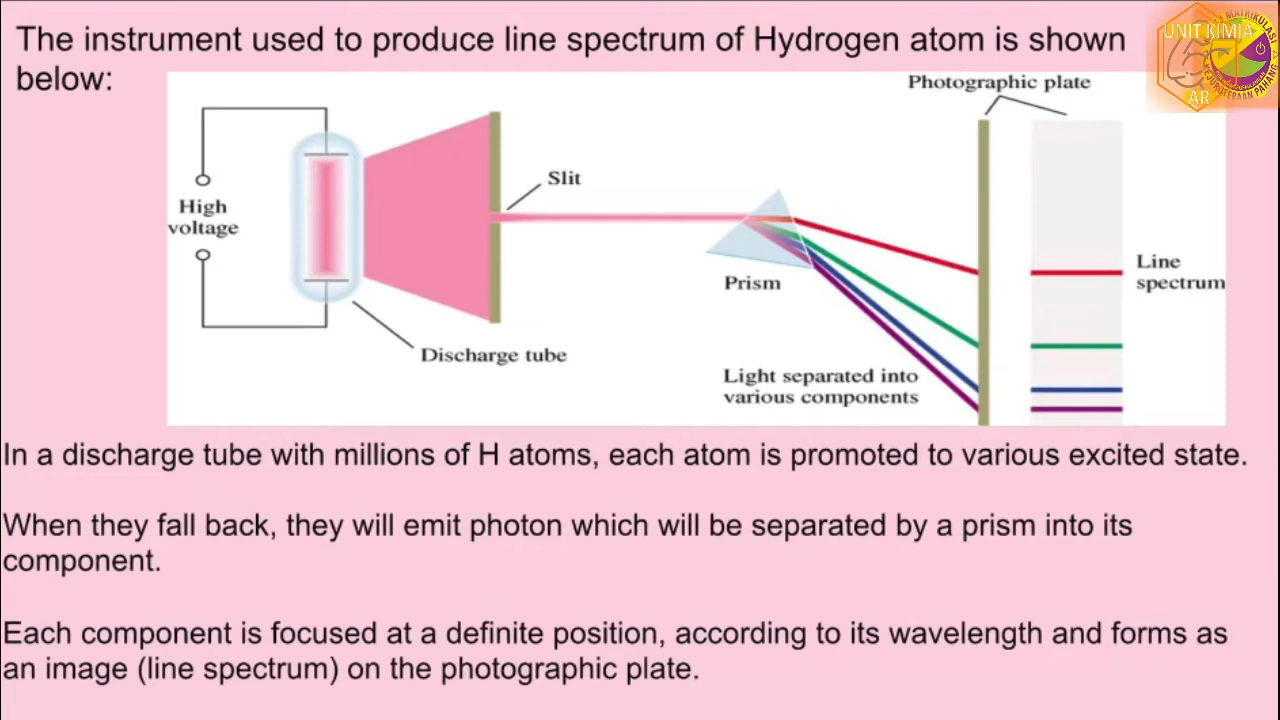 The instrument used to produce line spectrum of Hydrogen atom is shown
below:
UNIT KIMIA
AR
Photographic plate
Slit
High
voltage
Line
spectrum
Prism
Discharge tube
Light separated into
various components
In a discharge tube with millions of H atoms, each atom is promoted to various excited state.
When they fall back, they will emit photon which will be separated by a prism into its
component.
Each component is focused at a definite position, according to its wavelength and forms as
an image (line spectrum) on the photographic plate.